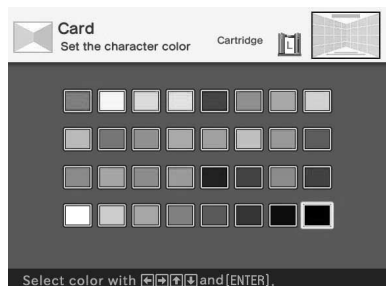 Card
Set the character color
Cartridge
L
Select color with ←→↑↓ and [ENTER].